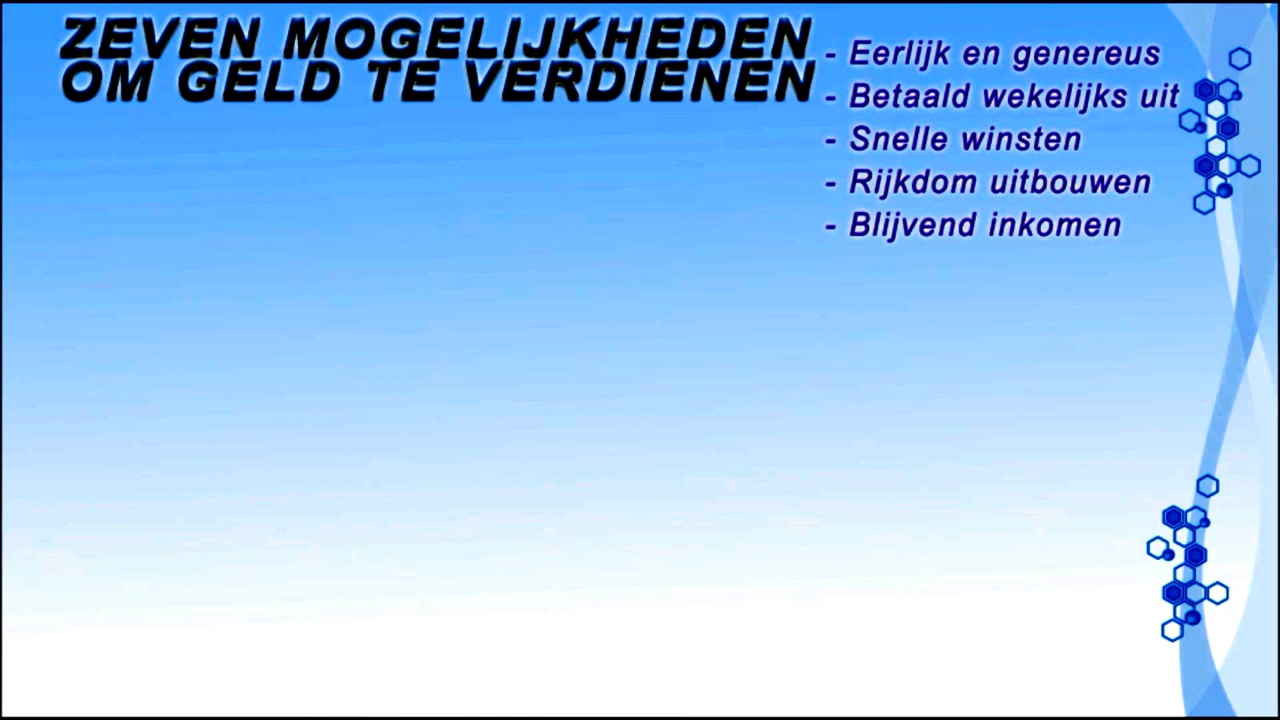 ZEVEN MOGELIJKHEDEN
OM GELD TE VERDIENEN
- Eerlijk en genereus
- Betaald wekelijks uit
- Snelle winsten
- Rijkdom uitbouwen
- Blijvend inkomen